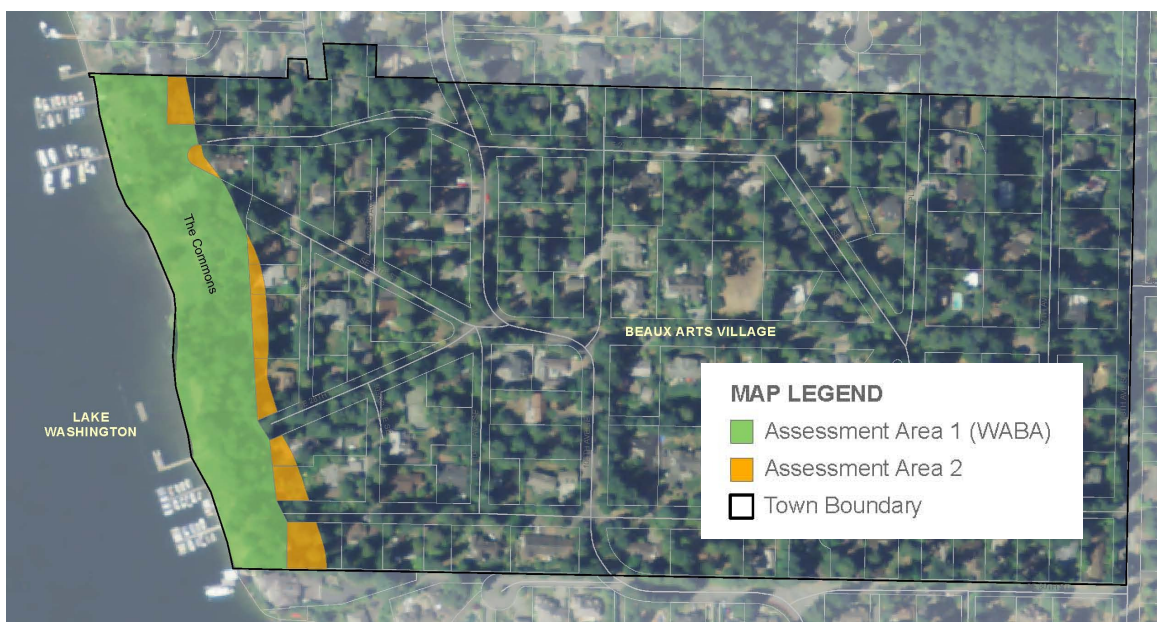 The Commons
BEAUX ARTS VILLAGE
LAKE
WASHINGTON
MAP LEGEND
Assessment Area 1 (WABA)
Assessment Area 2
Town Boundary